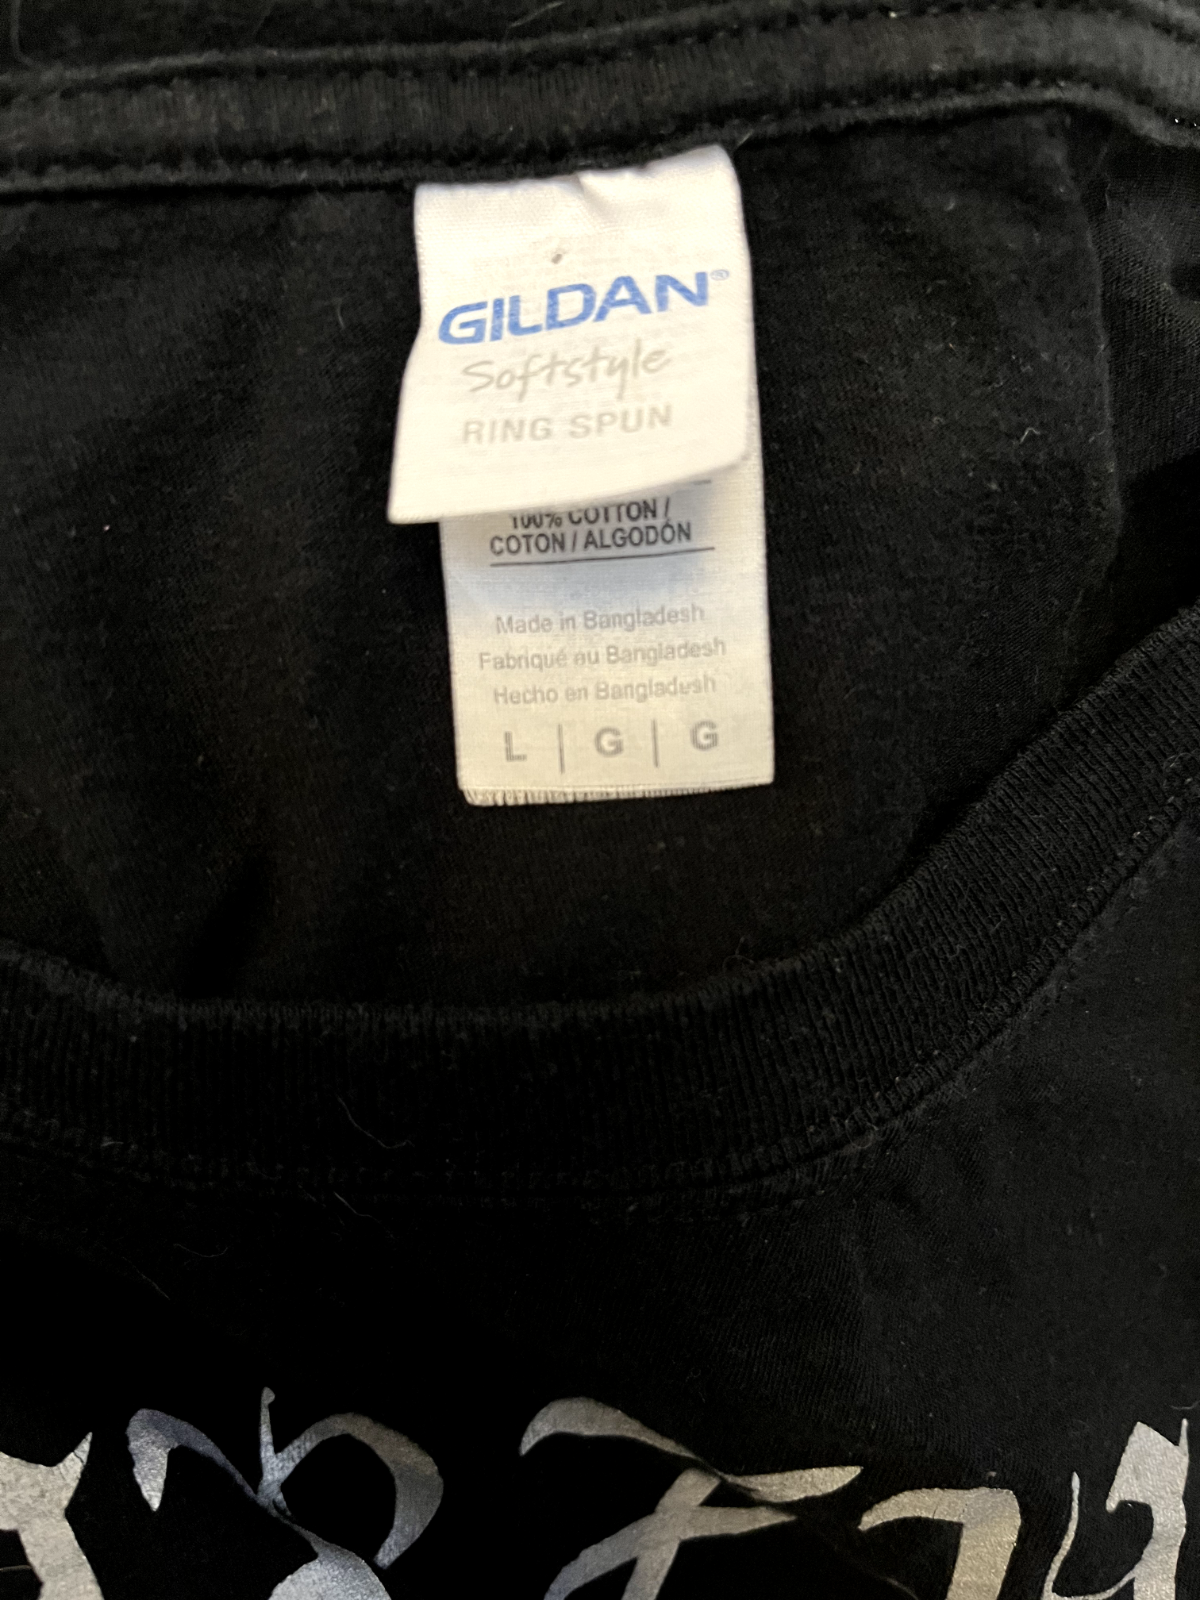 GILDAN®
Softstyle
RING SPUN
100% COTTON /
COTON / ALGODÓN
Made in Bangladesh
Fabriqué au Bangladesh
Hecho en Bangladesh
L | G | G